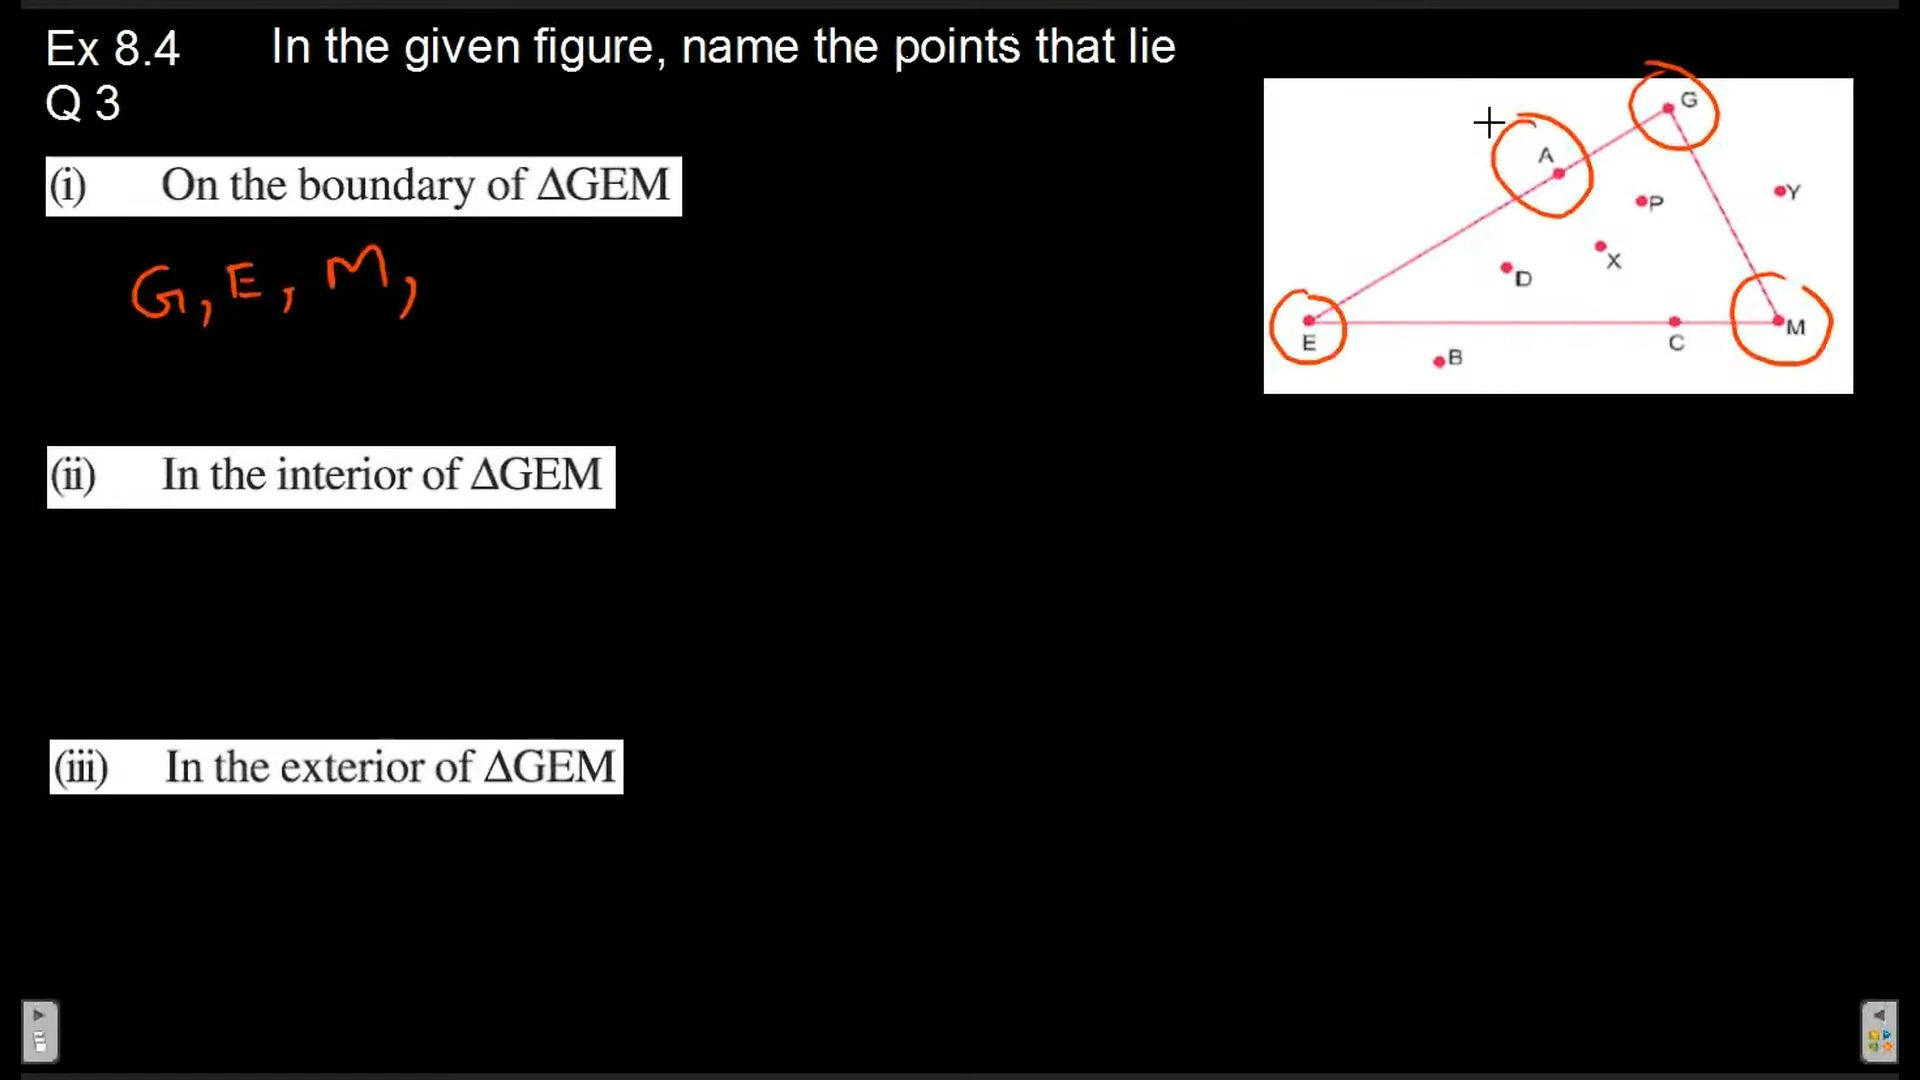 Ex 8.4 In the given figure, name the points that lie
Q 3
(i) On the boundary of ΔGEM
G, E, M,
(ii) In the interior of ΔGEM
(iii) In the exterior of ΔGEM
G
A
P
Y
X
D
E
C
M
B